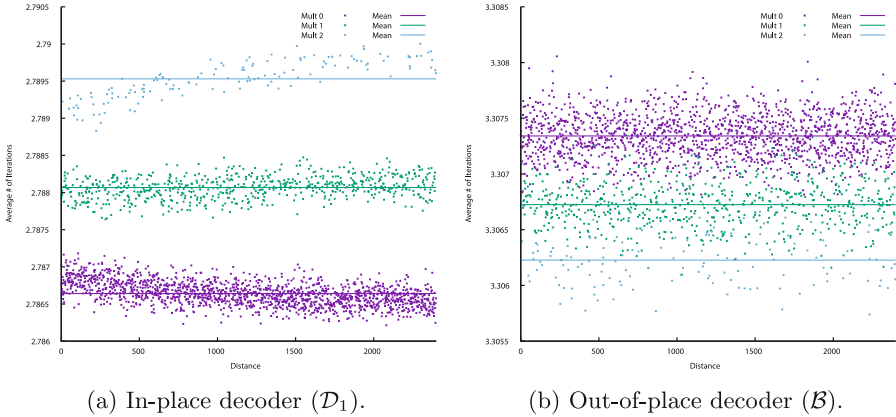 2.7905
2.79
2.7895
2.789
2.7885
2.788
2.7875
2.787
2.7865
2.786
Average # of Iterations
Mult 0 Mean
Mult 1 Mean
Mult 2 Mean
0 500 1000 1500 2000
Distance
(a) In-place decoder (𝒟₁).
3.3085
3.308
3.3075
3.307
3.3065
3.306
3.3055
Average # of Iterations
Mult 0 Mean
Mult 1 Mean
Mult 2 Mean
0 500 1000 1500 2000
Distance
(b) Out-of-place decoder (ℬ).